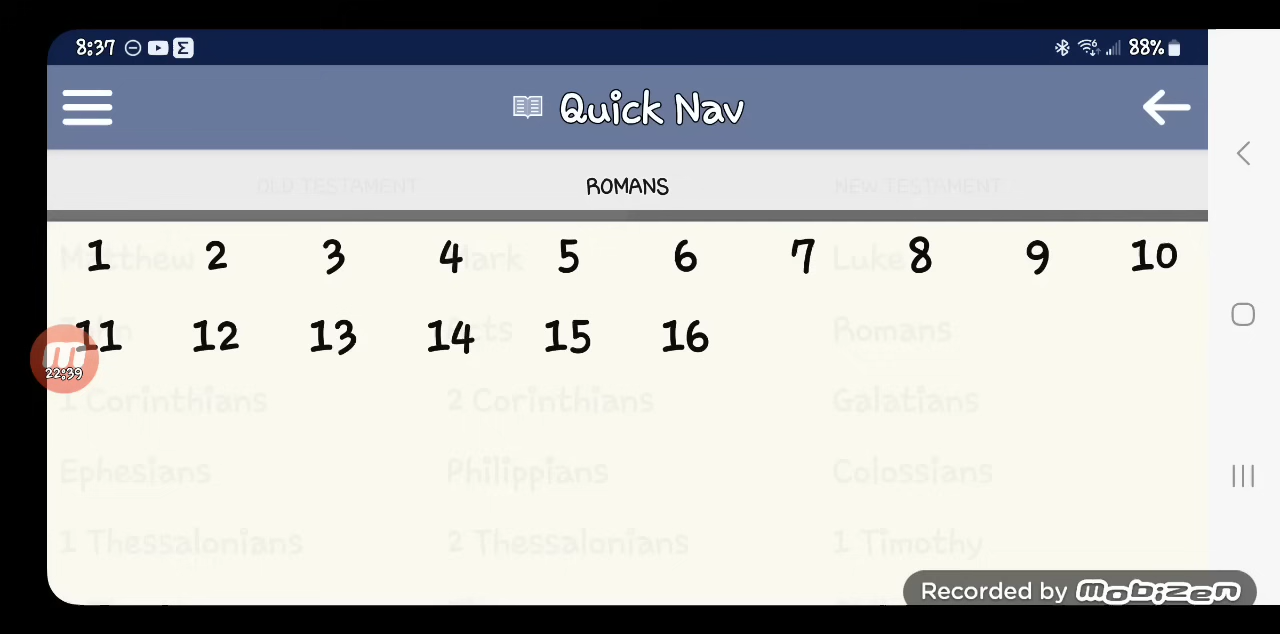 8:37 88%
Quick Nav
OLD TESTAMENT ROMANS NEW TESTAMENT
Matthew Mark Luke
1 2 3 4 5 6 7 8 9 10
John Acts Romans
11 12 13 14 15 16
22:39
1 Corinthians 2 Corinthians Galatians
Ephesians Philippians Colossians
1 Thessalonians 2 Thessalonians 1 Timothy
Recorded by mobizen